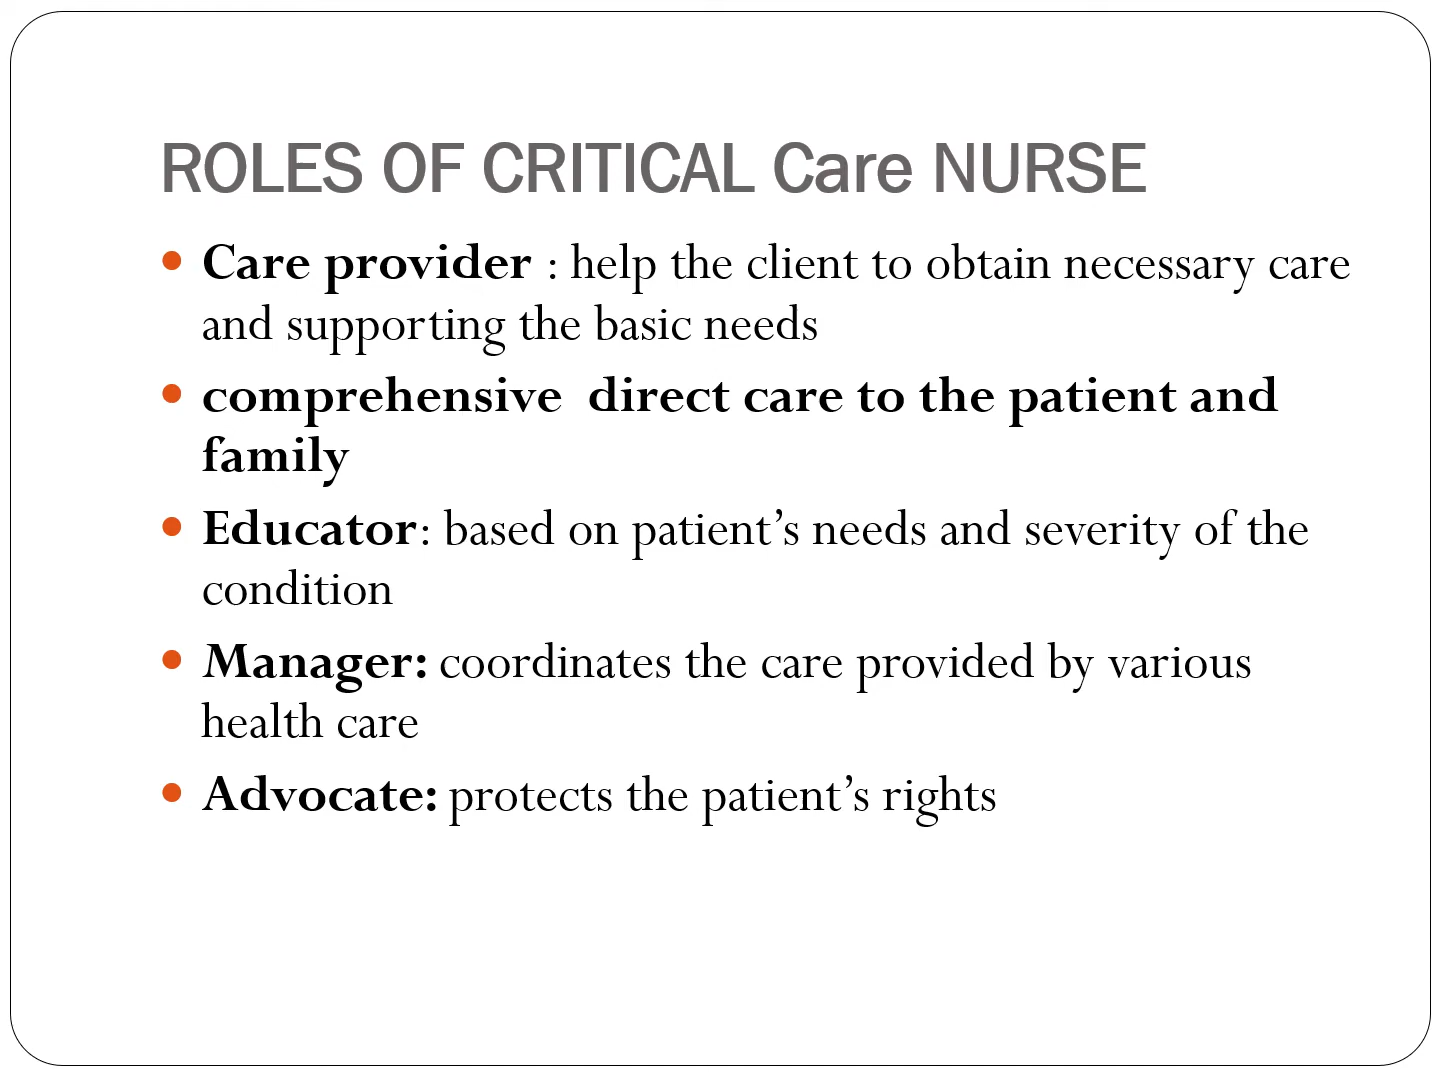 ROLES OF CRITICAL Care NURSE
• Care provider : help the client to obtain necessary care
and supporting the basic needs
• comprehensive  direct care to the patient and
family
• Educator: based on patient’s needs and severity of the
condition
• Manager: coordinates the care provided by various
health care
• Advocate: protects the patient’s rights